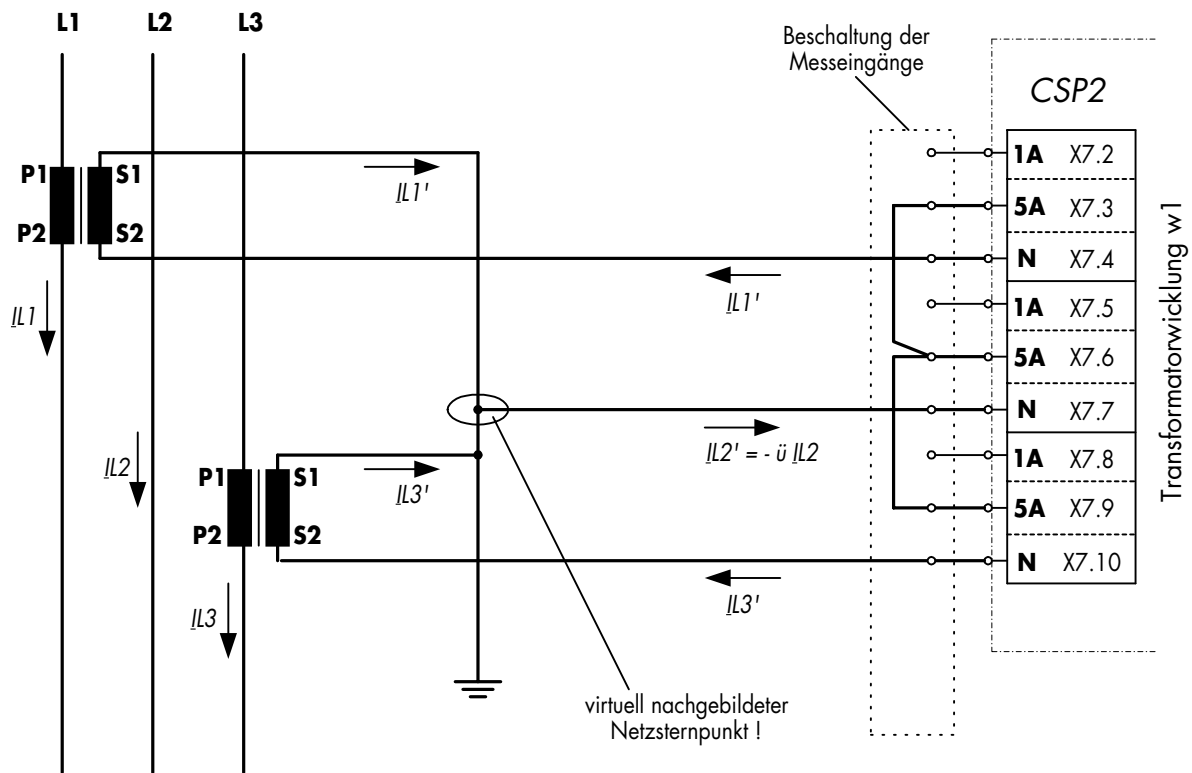 L1 L2 L3
Beschaltung der
Messeingänge
CSP2
P1 S1
P2 S2
IL1'
IL1'
IL1
1A X7.2
5A X7.3
N X7.4
1A X7.5
5A X7.6
N X7.7
1A X7.8
5A X7.9
N X7.10
Transformatorwicklung w1
IL2
IL2' = - ü IL2
P1 S1
P2 S2
IL3'
IL3'
IL3
virtuell nachgebildeter
Netzsternpunkt !